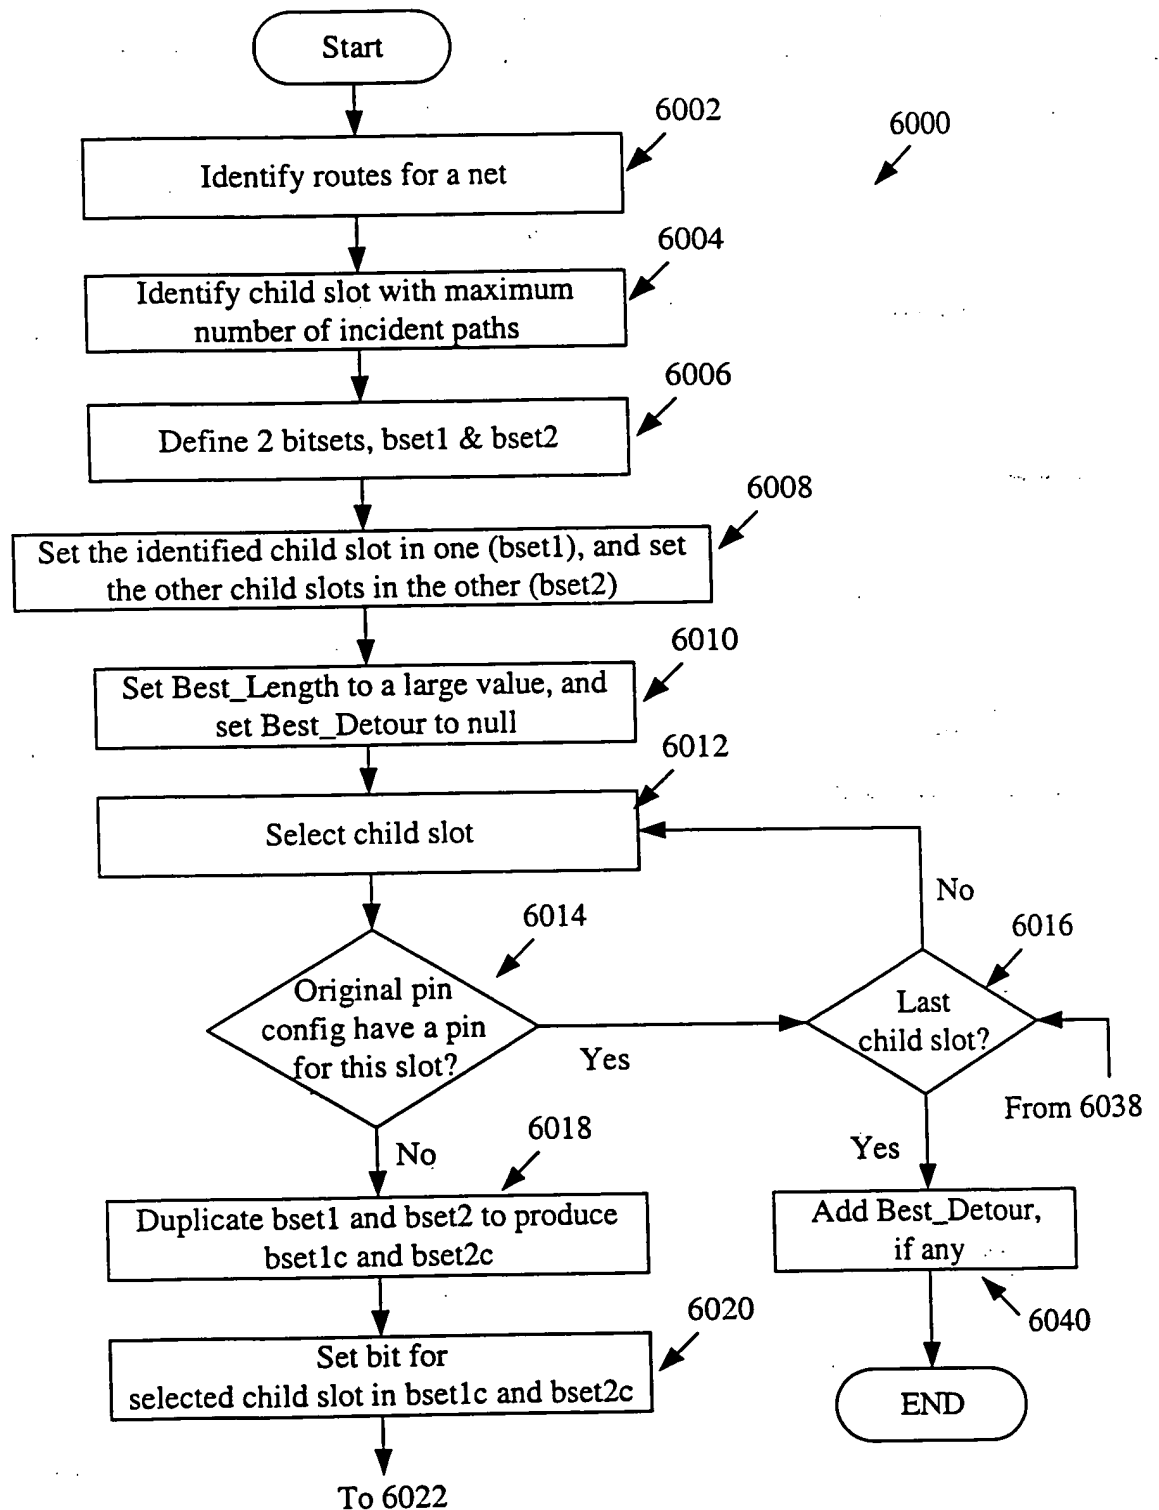 Start
6002
6000
Identify routes for a net
6004
Identify child slot with maximum
number of incident paths
6006
Define 2 bitsets, bset1 & bset2
6008
Set the identified child slot in one (bset1), and set
the other child slots in the other (bset2)
6010
Set Best_Length to a large value, and
set Best_Detour to null
6012
Select child slot
No
6014
6016
Original pin
config have a pin
for this slot?
Last
child slot?
Yes
From 6038
6018
No
Yes
Duplicate bset1 and bset2 to produce
bset1c and bset2c
Add Best_Detour,
if any
6020
6040
Set bit for
selected child slot in bset1c and bset2c
END
To 6022